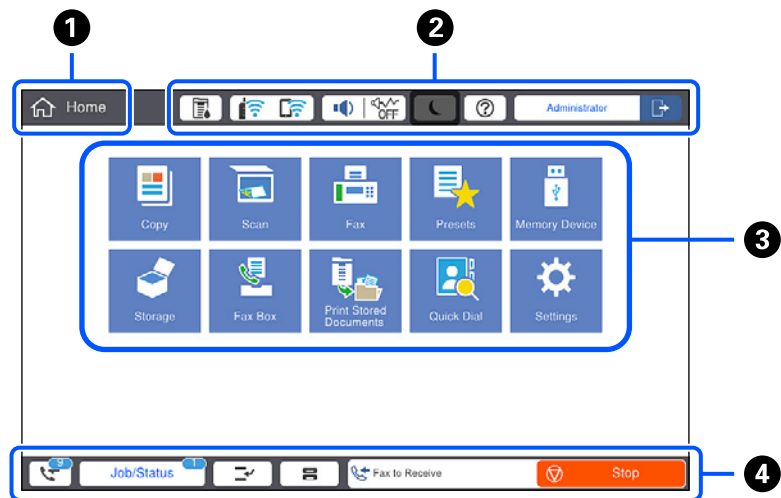 1
2
Home
OFF
?
Administrator
Copy
Scan
Fax
Presets
Memory Device
3
Storage
Fax Box
Print Stored
Documents
Quick Dial
Settings
9
Job/Status
1
Fax to Receive
Stop
4